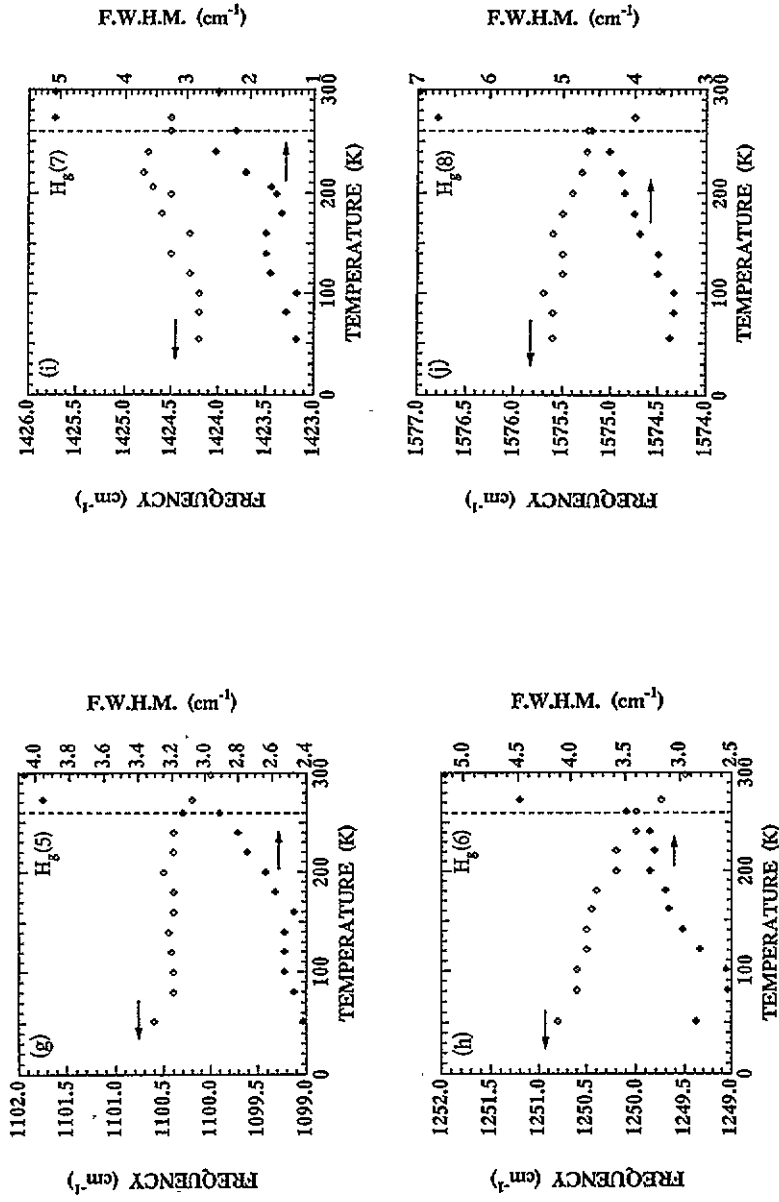 (g)
H_g(5)
FREQUENCY (cm⁻¹)
1102.0
1101.5
1101.0
1100.5
1100.0
1099.5
1099.0
F.W.H.M. (cm⁻¹)
4.0
3.8
3.6
3.4
3.2
3.0
2.8
2.6
2.4
0 100 200 300
TEMPERATURE (K)
(h)
H_g(6)
FREQUENCY (cm⁻¹)
1252.0
1251.5
1251.0
1250.5
1250.0
1249.5
1249.0
F.W.H.M. (cm⁻¹)
5.0
4.5
4.0
3.5
3.0
2.5
0 100 200 300
TEMPERATURE (K)
(i)
H_g(7)
FREQUENCY (cm⁻¹)
1426.0
1425.5
1425.0
1424.5
1424.0
1423.5
1423.0
F.W.H.M. (cm⁻¹)
5
4
3
2
1
0 100 200 300
TEMPERATURE (K)
(j)
H_g(8)
FREQUENCY (cm⁻¹)
1577.0
1576.5
1576.0
1575.5
1575.0
1574.5
1574.0
F.W.H.M. (cm⁻¹)
7
6
5
4
3
0 100 200 300
TEMPERATURE (K)